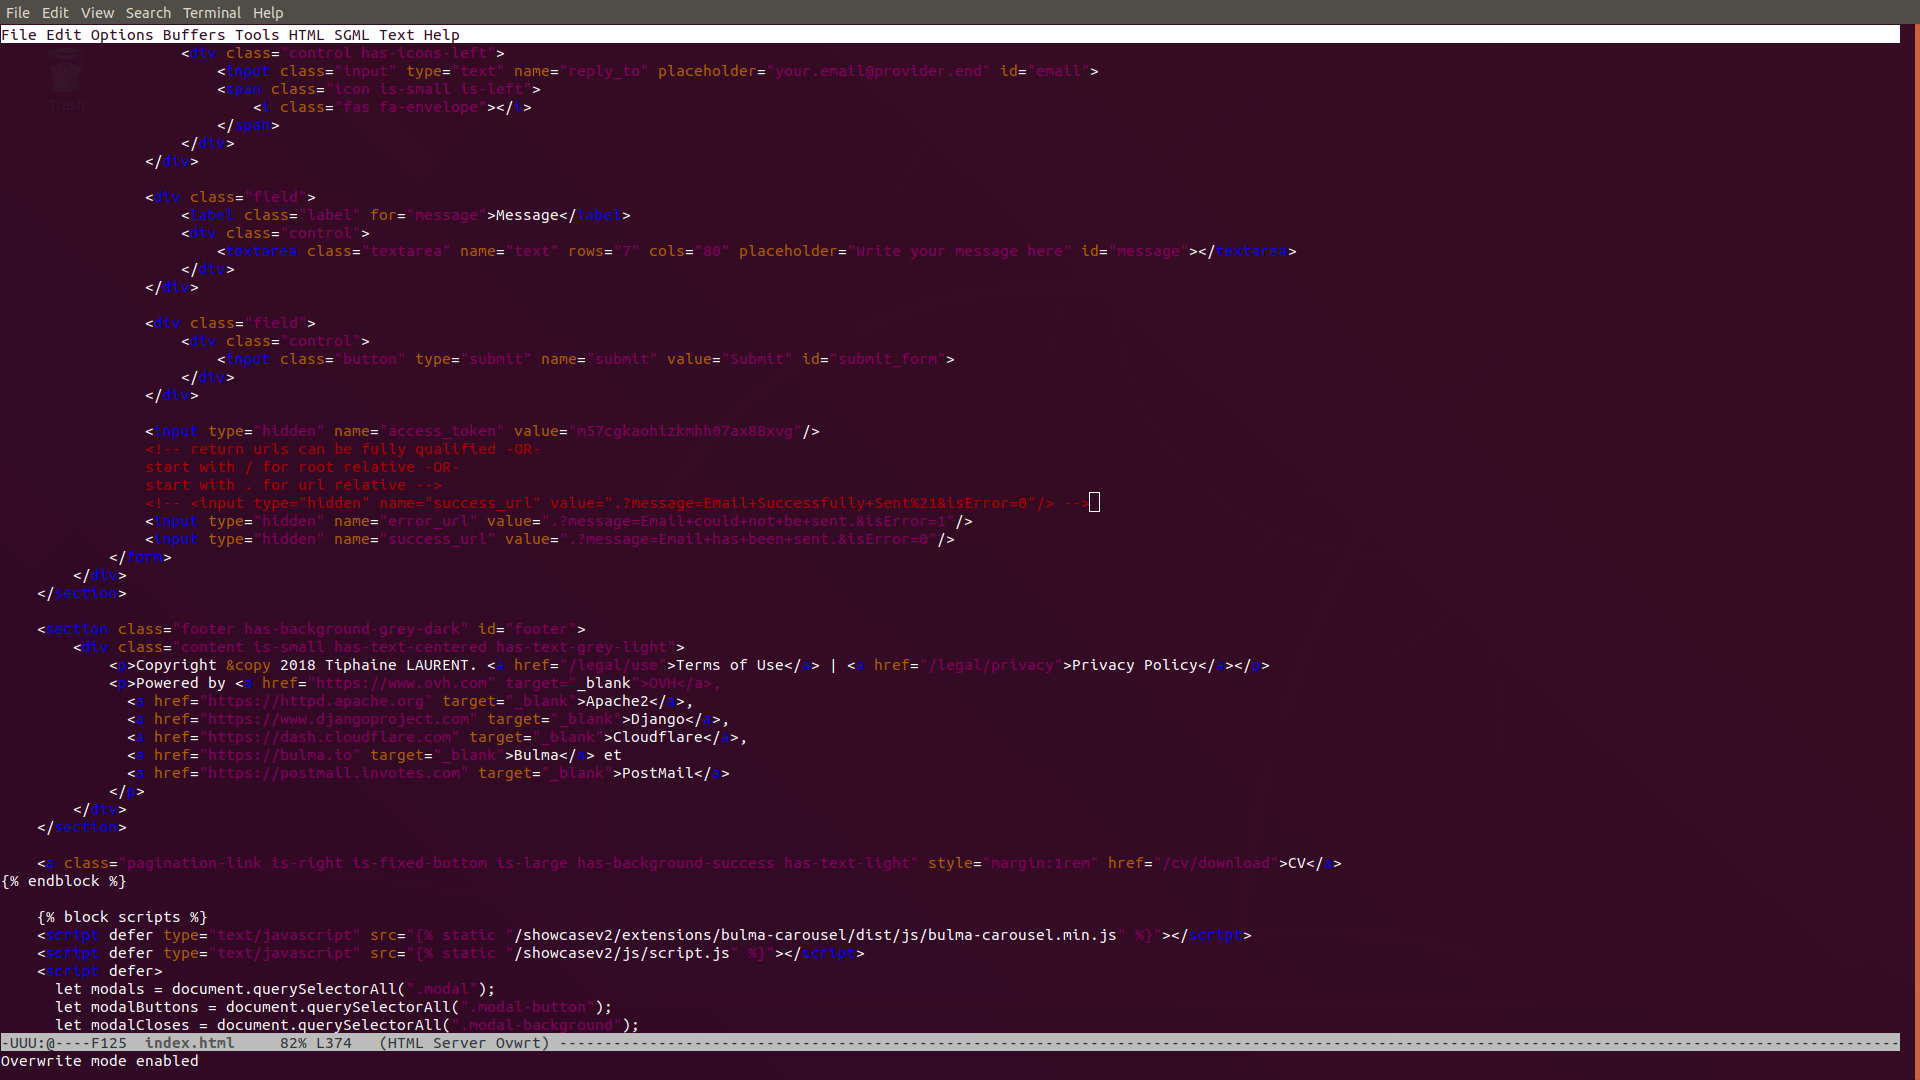 File Edit View Search Terminal Help
File Edit Options Buffers Tools HTML SGML Text Help
Trash
<div class="control has-icons-left">
<input class="input" type="text" name="reply_to" placeholder="your.email@provider.end" id="email">
<span class="icon is-small is-left">
<i class="fas fa-envelope"></i>
</span>
</div>
</div>
<div class="field">
<label class="label" for="message">Message</label>
<div class="control">
<textarea class="textarea" name="text" rows="7" cols="80" placeholder="Write your message here" id="message"></textarea>
</div>
</div>
<div class="field">
<div class="control">
<input class="button" type="submit" name="submit" value="Submit" id="submit_form">
</div>
</div>
<input type="hidden" name="access_token" value="m57cgkaohizkmhh07ax88xvg"/>
<!-- return urls can be fully qualified -OR-
start with / for root relative -OR-
start with . for url relative -->
<!-- <input type="hidden" name="success_url" value=".?message=Email+Successfully+Sent%21&isError=0"/> -->
<input type="hidden" name="error_url" value=".?message=Email+could+not+be+sent.&isError=1"/>
<input type="hidden" name="success_url" value=".?message=Email+has+been+sent.&isError=0"/>
</form>
</div>
</section>
<section class="footer has-background-grey-dark" id="footer">
<div class="content is-small has-text-centered has-text-grey-light">
<p>Copyright &copy 2018 Tiphaine LAURENT. <a href="/legal/use">Terms of Use</a> | <a href="/legal/privacy">Privacy Policy</a></p>
<p>Powered by <a href="https://www.ovh.com" target="_blank">OVH</a>,
<a href="https://httpd.apache.org" target="_blank">Apache2</a>,
<a href="https://www.djangoproject.com" target="_blank">Django</a>,
<a href="https://dash.cloudflare.com" target="_blank">Cloudflare</a>,
<a href="https://bulma.io" target="_blank">Bulma</a> et
<a href="https://postmail.invotes.com" target="_blank">PostMail</a>
</p>
</div>
</section>
<a class="pagination-link is-right is-fixed-bottom is-large has-background-success has-text-light" style="margin:1rem" href="/cv/download">CV</a>
{% endblock %}
{% block scripts %}
<script defer type="text/javascript" src="{% static "/showcasev2/extensions/bulma-carousel/dist/js/bulma-carousel.min.js" %}"></script>
<script defer type="text/javascript" src="{% static "/showcasev2/js/script.js" %}"></script>
<script defer>
let modals = document.querySelectorAll(".modal");
let modalButtons = document.querySelectorAll(".modal-button");
let modalCloses = document.querySelectorAll(".modal-background");
-UUU:@----F125 index.html 82% L374 (HTML Server Ovwrt) ----------------------------------------------------------------
Overwrite mode enabled